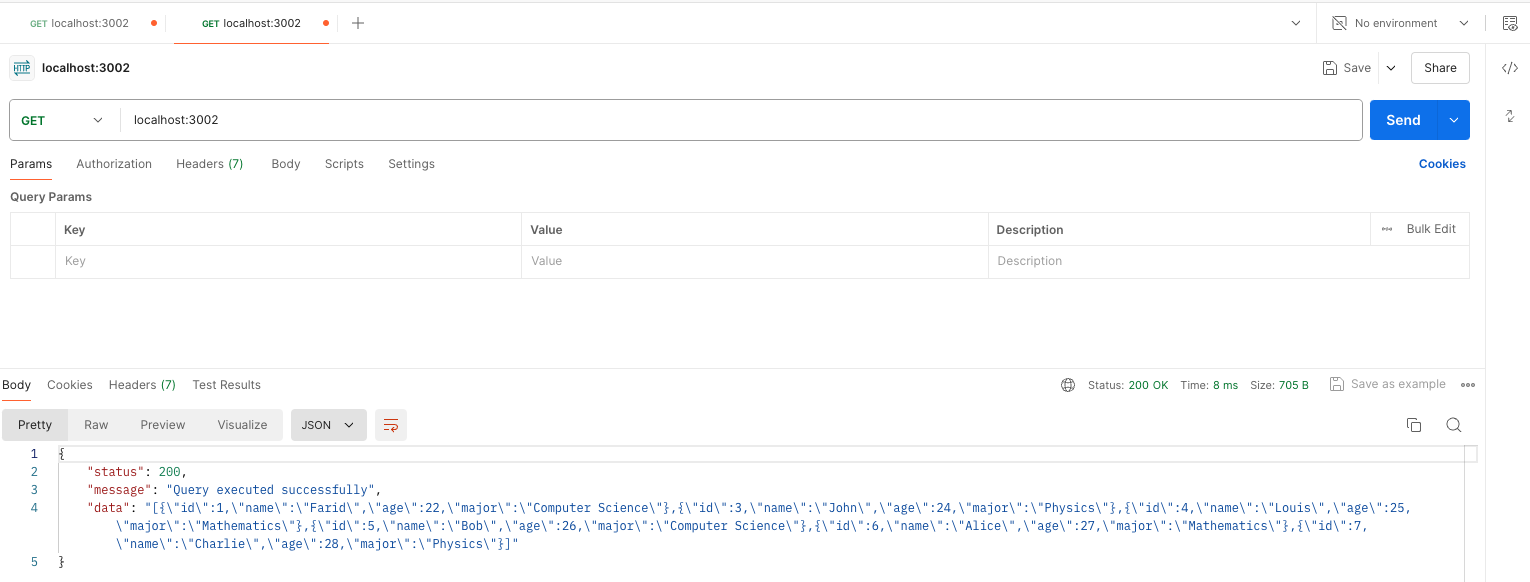 GET localhost:3002
GET localhost:3002
No environment
HTTP localhost:3002
Save
Share
GET localhost:3002
Send
Params Authorization Headers (7) Body Scripts Settings
Cookies
Query Params
Key Value Description Bulk Edit
Key Value Description
Body Cookies Headers (7) Test Results
Status: 200 OK Time: 8 ms Size: 705 B Save as example
Pretty Raw Preview Visualize JSON
1 {
2 "status": 200,
3 "message": "Query executed successfully",
4 "data": "[{\"id\":1,\"name\":\"Farid\",\"age\":22,\"major\":\"Computer Science\"},{\"id\":3,\"name\":\"John\",\"age\":24,\"major\":\"Physics\"},{\"id\":4,\"name\":\"Louis\",\"age\":25,
\"major\":\"Mathematics\"},{\"id\":5,\"name\":\"Bob\",\"age\":26,\"major\":\"Computer Science\"},{\"id\":6,\"name\":\"Alice\",\"age\":27,\"major\":\"Mathematics\"},{\"id\":7,
\"name\":\"Charlie\",\"age\":28,\"major\":\"Physics\"}]"
5 }